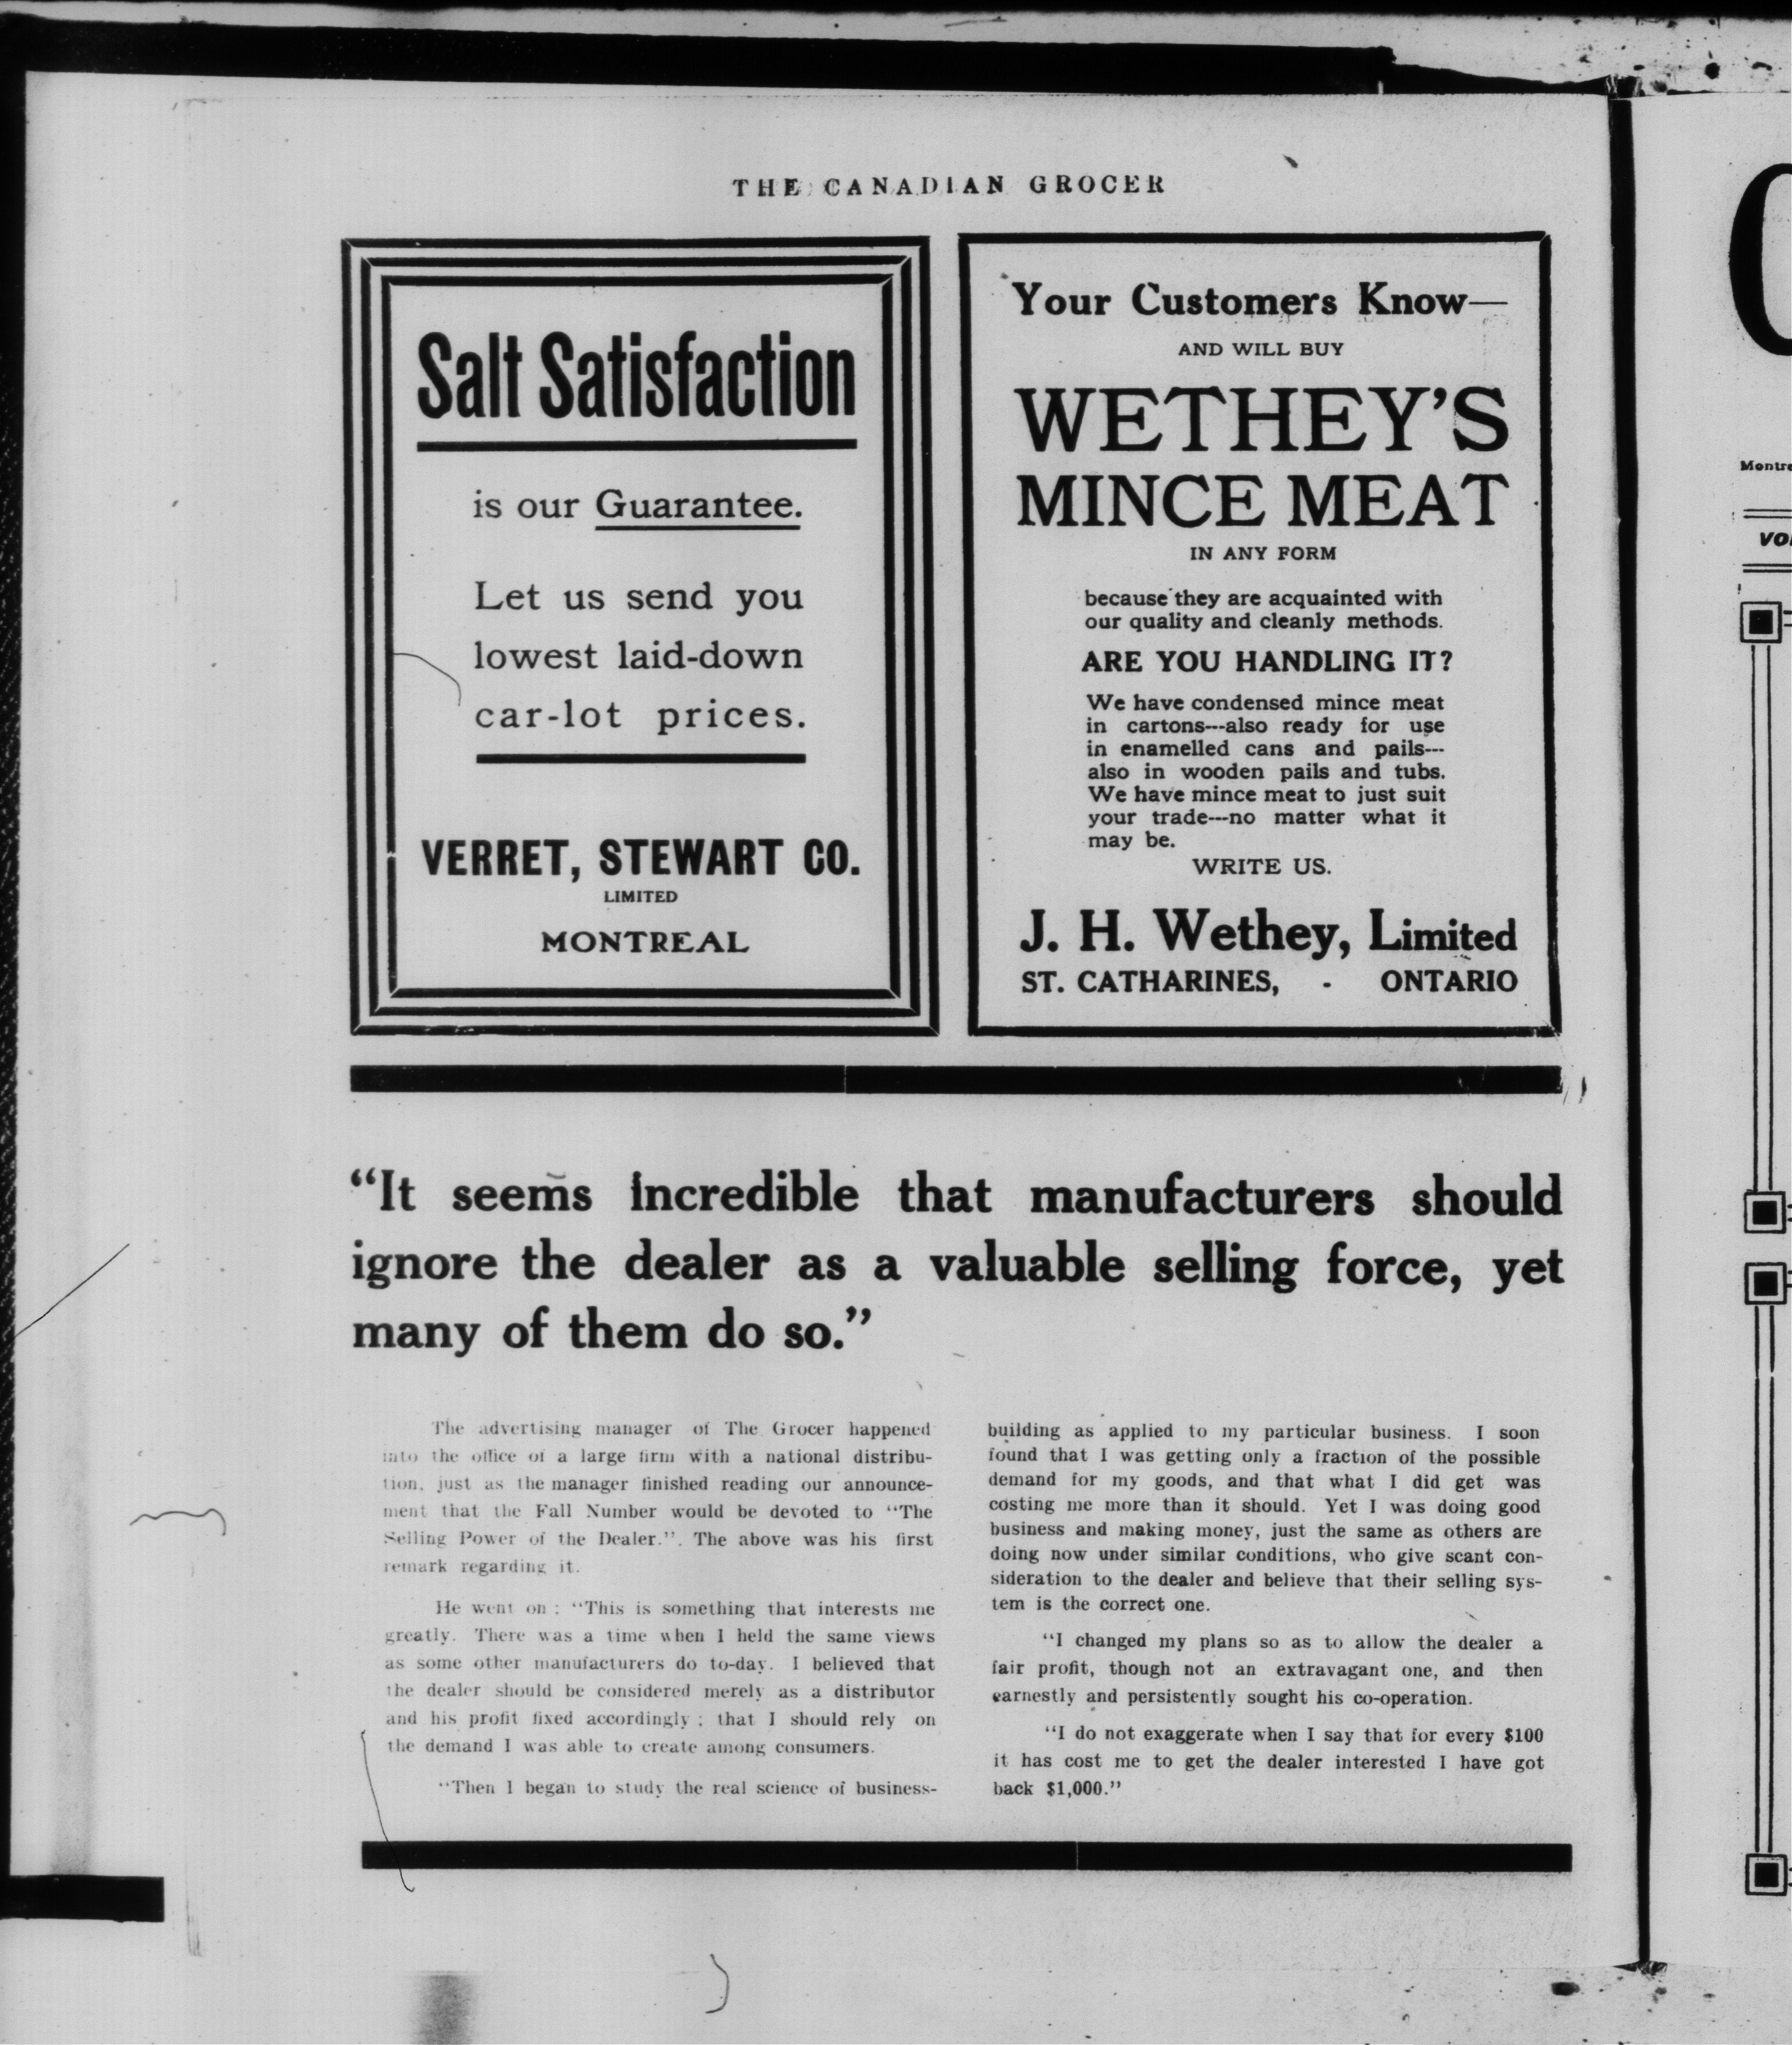 THE CANADIAN GROCER
Salt Satisfaction
is our Guarantee.
Let us send you
lowest laid-down
car-lot prices.
VERRET, STEWART CO.
LIMITED
MONTREAL
Your Customers Know—
AND WILL BUY
WETHEY'S
MINCE MEAT
IN ANY FORM
because they are acquainted with
our quality and cleanly methods.
ARE YOU HANDLING IT?
We have condensed mince meat
in cartons---also ready for use
in enamelled cans and pails---
also in wooden pails and tubs.
We have mince meat to just suit
your trade---no matter what it
may be.
WRITE US.
J. H. Wethey, Limited
ST. CATHARINES, - ONTARIO
"It seems incredible that manufacturers should
ignore the dealer as a valuable selling force, yet
many of them do so."
The advertising manager of The Grocer happened
into the office of a large firm with a national distribu-
tion, just as the manager finished reading our announce-
ment that the Fall Number would be devoted to "The
Selling Power of the Dealer.". The above was his first
remark regarding it.
He went on : "This is something that interests me
greatly. There was a time when I held the same views
as some other manufacturers do to-day. I believed that
the dealer should be considered merely as a distributor
and his profit fixed accordingly ; that I should rely on
the demand I was able to create among consumers.
"Then I began to study the real science of business-
building as applied to my particular business. I soon
found that I was getting only a fraction of the possible
demand for my goods, and that what I did get was
costing me more than it should. Yet I was doing good
business and making money, just the same as others are
doing now under similar conditions, who give scant con-
sideration to the dealer and believe that their selling sys-
tem is the correct one.
"I changed my plans so as to allow the dealer a
fair profit, though not an extravagant one, and then
earnestly and persistently sought his co-operation.
"I do not exaggerate when I say that for every $100
it has cost me to get the dealer interested I have got
back $1,000."